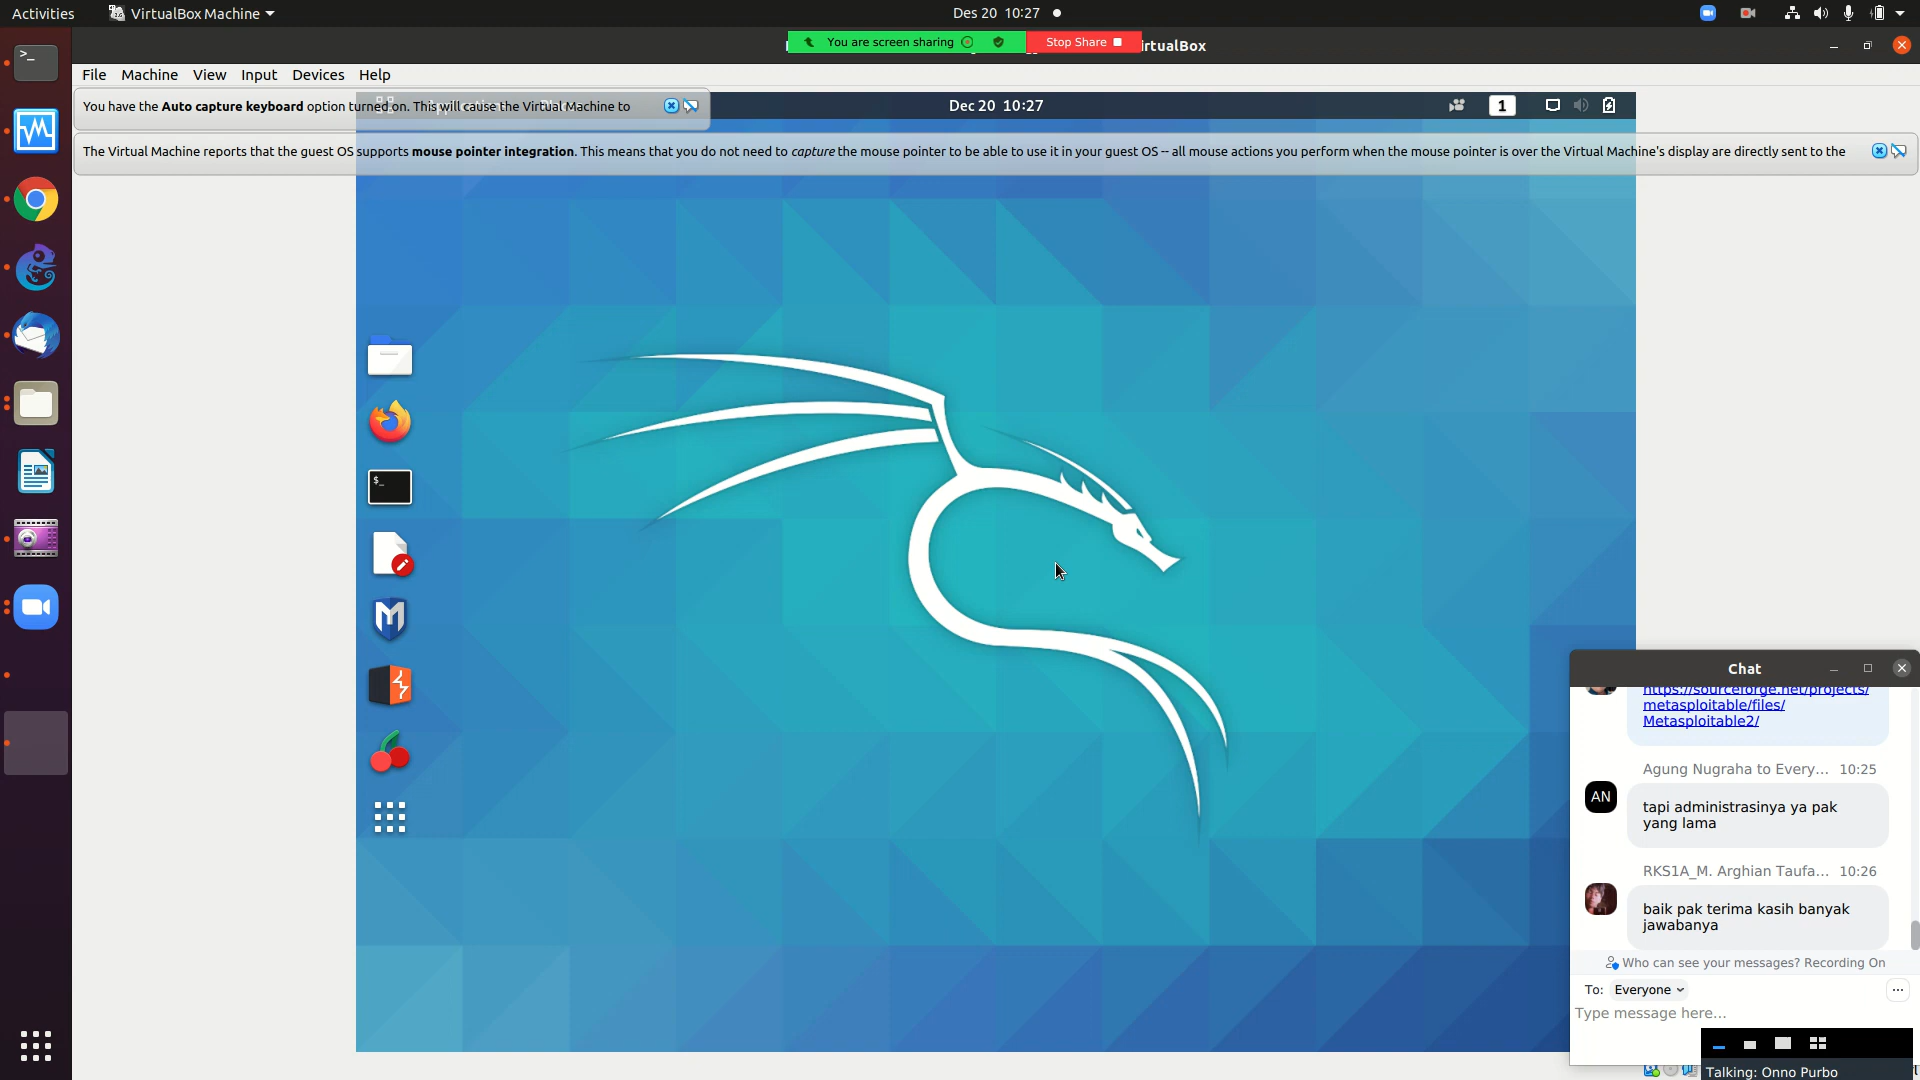 Activities
VirtualBox Machine
Des 20 10:27
You are screen sharing
Stop Share
irtualBox
File Machine View Input Devices Help
You have the Auto capture keyboard option turned on. This will cause the Virtual Machine to
Dec 20 10:27
1
The Virtual Machine reports that the guest OS supports mouse pointer integration. This means that you do not need to capture the mouse pointer to be able to use it in your guest OS -- all mouse actions you perform when the mouse pointer is over the Virtual Machine's display are directly sent to the
>_
$_
Chat
https://sourceforge.net/projects/
metasploitable/files/
Metasploitable2/
Agung Nugraha to Every... 10:25
AN
tapi administrasinya ya pak
yang lama
RKS1A_M. Arghian Taufa... 10:26
baik pak terima kasih banyak
jawabanya
Who can see your messages? Recording On
To: Everyone
Type message here...
Talking: Onno Purbo